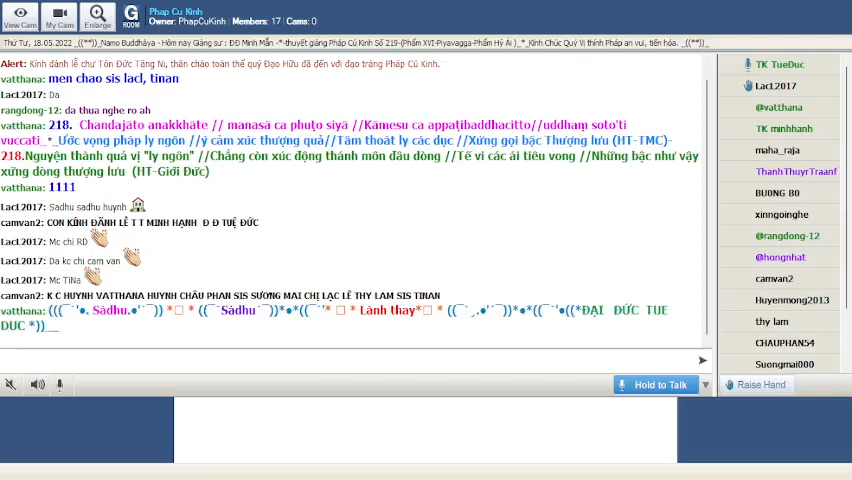 Phap Cu Kinh
Owner: PhapCuKinh | Members: 17 | Cams: 0
View Cam
My Cam
Enlarge
G
ROOM
Thứ Tư, 18.05.2022 _((**))_Namo Buddhàya - Hôm nay Giảng sư : ĐĐ Minh Mẫn -*-thuyết giảng Pháp Cú Kinh Số 219-(Phẩm XVI-Piyavagga-Phẩm Hỷ Ái )_*_Kính Chúc Quý Vị thính Pháp an vui, tiến hóa. _((**))_
Alert: Kính đảnh lễ chư Tôn Đức Tăng Ni, thân chào toàn thể quý Đạo Hữu đã đến với đạo tràng Pháp Cú Kinh.
vatthana: men chao sis lacl, tinan
LacL2017: Da
rangdong-12: da thua nghe ro ah
vatthana: 218. Chandajāto anakkhāte // manasā ca phuṭo siyā //Kāmesu ca appaṭibaddhacitto//uddhaṃ soto'ti
vuccati_*_Ước vọng pháp ly ngôn //ý cảm xúc thượng quả//Tâm thoát ly các dục //Xứng gọi bậc Thượng lưu (HT-TMC)-
218.Nguyện thành quả vị "ly ngôn" //Chẳng còn xúc động thánh môn đâu dòng //Tế vi các ái tiêu vong //Những bậc như vậy
xứng dòng thượng lưu (HT-Giới Đức)
vatthana: 1111
LacL2017: Sadhu sadhu huynh
camvan2: CON KÍNH ĐÃNH LỄ T T MINH HẠNH Đ Đ TUỆ ĐỨC
LacL2017: Mc chi RD
LacL2017: Da kc chi cam van
LacL2017: Mc TiNa
camvan2: K C HUYNH VATTHANA HUYNH CHÂU PHAN SIS SƯƠNG MAI CHỊ LẠC LÊ THY LAM SIS TINAN
vatthana: (((¯`'•. Sādhu.•'´¯)) *□ * ((¯`Sàdhu´¯))*•*((¯`'* □ * Lành thay*□ * ((¯`¸.•'´¯))*•*((¯`'•((*ĐẠI ĐỨC TUE
DUC *))__
Hold to Talk
TK TueDuc
LacL2017
@vatthana
TK minhhanh
maha_raja
ThanhThuyrTraanf
BU0NG B0
xinngoinghe
@rangdong-12
@hongnhat
camvan2
Huyenmong2013
thy lam
CHAUPHAN54
Suongmai000
Raise Hand